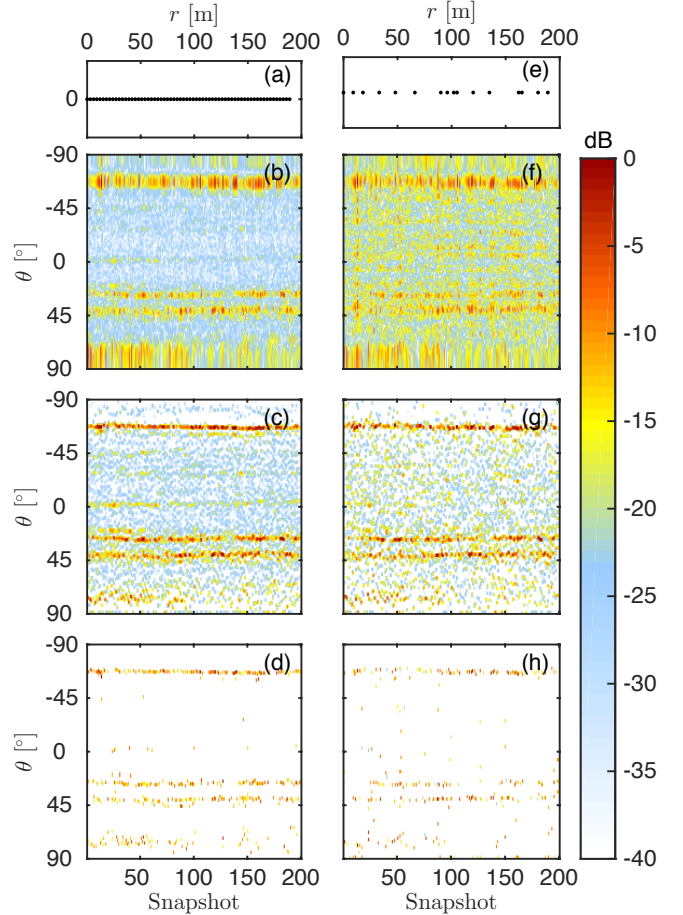 r [m] r [m]
0 50 100 150 200 0 50 100 150 200
(a) (e)
0
dB
-90 (b) (f) 0
-45 -5
θ [°] 0 -10
45
90 -15
-90 (c) (g)
-45 -20
θ [°] 0
45 -25
90
-90 (d) (h) -30
-45
θ [°] 0 -35
45
90 -40
50 100 150 200 50 100 150 200
Snapshot Snapshot